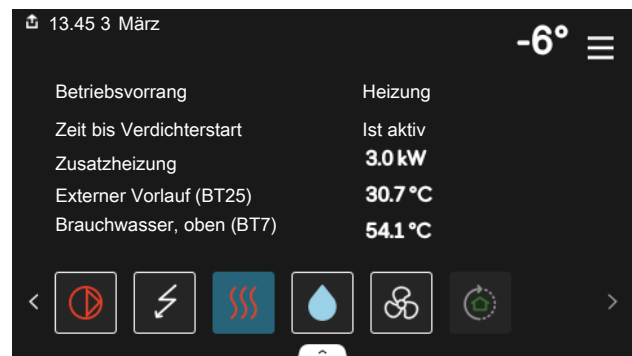 13.45 3 März
-6°
Betriebsvorrang Heizung
Zeit bis Verdichterstart Ist aktiv
Zusatzheizung 3.0 kW
Externer Vorlauf (BT25) 30.7 °C
Brauchwasser, oben (BT7) 54.1 °C